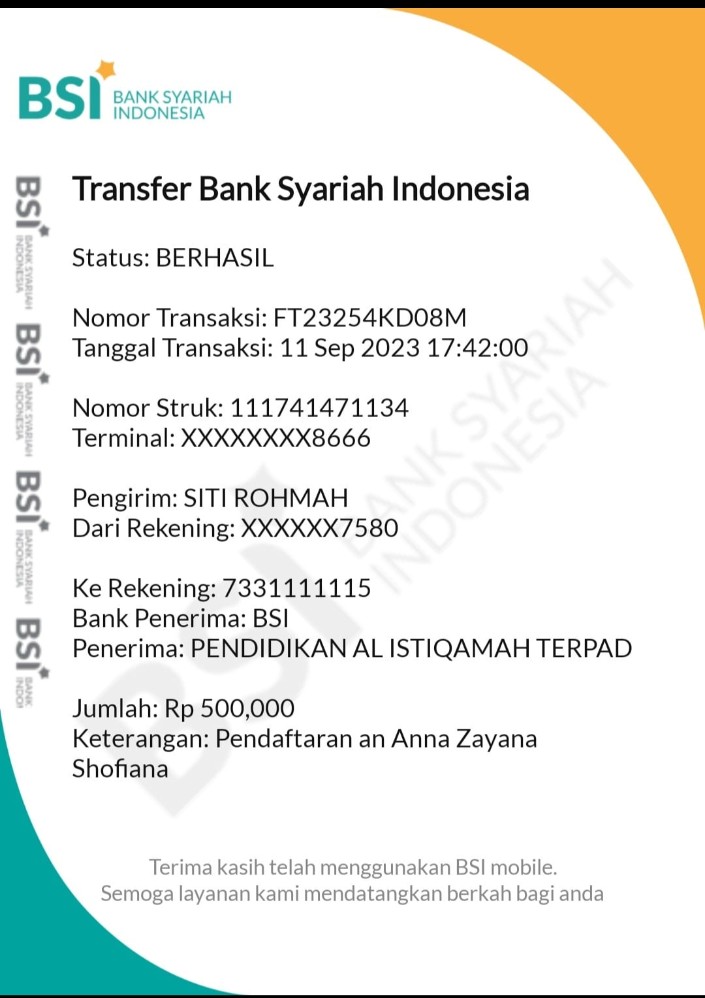 BSI BANK SYARIAH
INDONESIA
Transfer Bank Syariah Indonesia
Status: BERHASIL
Nomor Transaksi: FT23254KD08M
Tanggal Transaksi: 11 Sep 2023 17:42:00
Nomor Struk: 111741471134
Terminal: XXXXXXXX8666
Pengirim: SITI ROHMAH
Dari Rekening: XXXXXX7580
Ke Rekening: 7331111115
Bank Penerima: BSI
Penerima: PENDIDIKAN AL ISTIQAMAH TERPAD
Jumlah: Rp 500,000
Keterangan: Pendaftaran an Anna Zayana
Shofiana
Terima kasih telah menggunakan BSI mobile.
Semoga layanan kami mendatangkan berkah bagi anda
BSI BANK SYARIAH
INDONESIA
BSI BANK SYARIAH
INDONESIA
BSI BANK SYARIAH
INDONESIA
BSI BANK SYARIAH
INDONESIA
BSI BANK
INDO